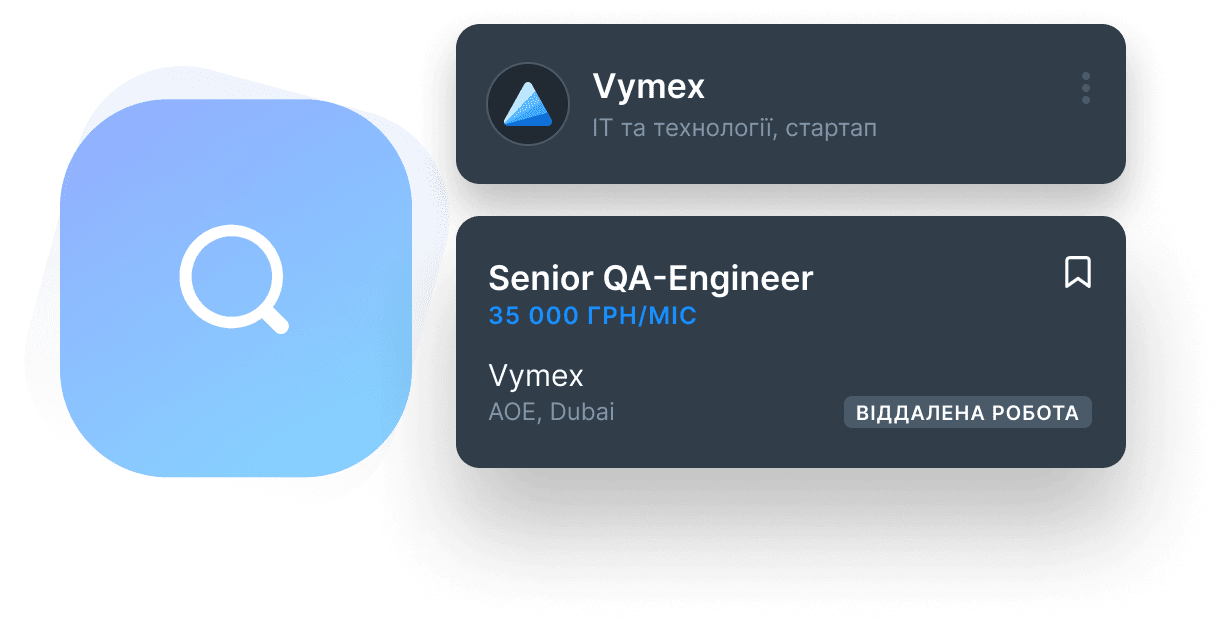 Vymex
ІТ та технології, стартап
Senior QA-Engineer
35 000 ГРН/МІС
Vymex
АОЕ, Dubai
ВІДДАЛЕНА РОБОТА